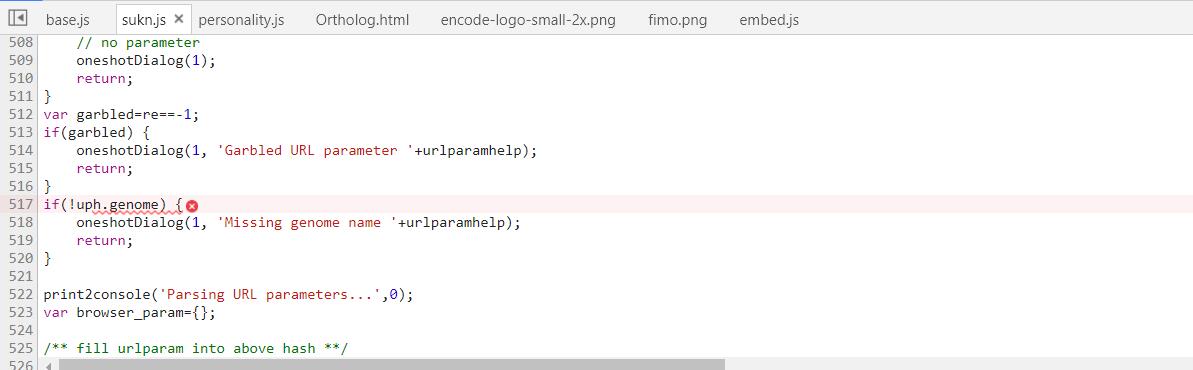 base.js sukn.js × personality.js Ortholog.html encode-logo-small-2x.png fimo.png embed.js
508     // no parameter
509     oneshotDialog(1);
510     return;
511 }
512 var garbled=re==-1;
513 if(garbled) {
514     oneshotDialog(1, 'Garbled URL parameter '+urlparamhelp);
515     return;
516 }
517 if(!uph.genome) {
518     oneshotDialog(1, 'Missing genome name '+urlparamhelp);
519     return;
520 }
521
522 print2console('Parsing URL parameters...',0);
523 var browser_param={};
524
525 /** fill urlparam into above hash **/
526